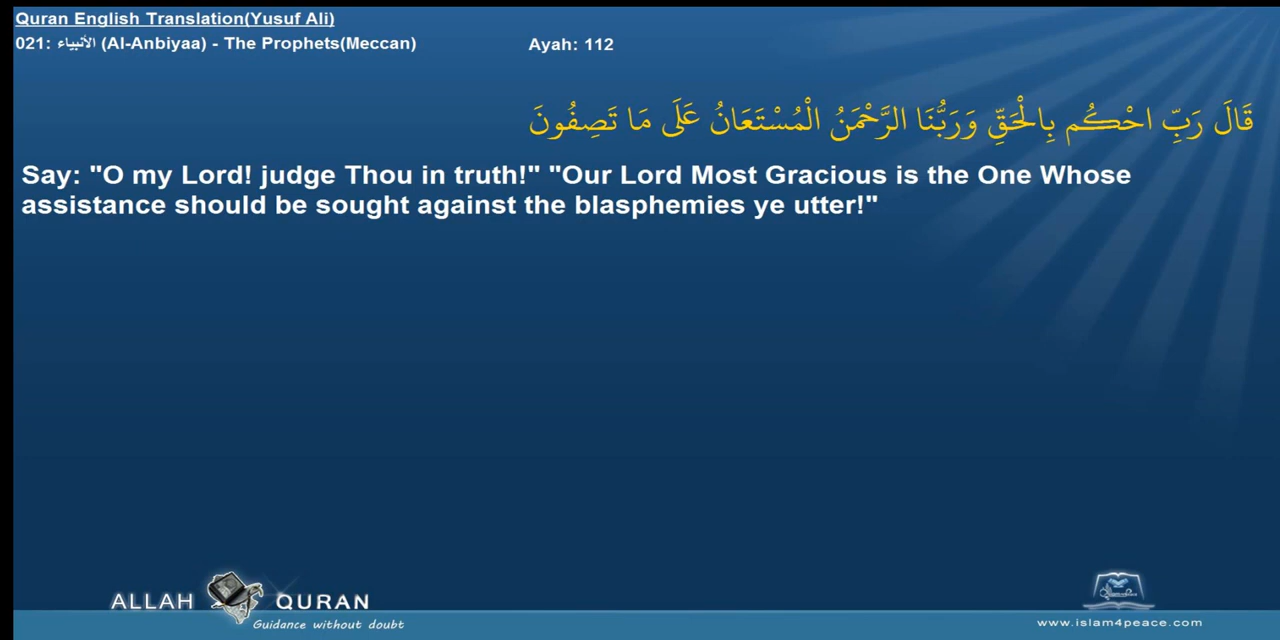 Quran English Translation(Yusuf Ali)
021: الأنبياء (Al-Anbiyaa) - The Prophets(Meccan) Ayah: 112
قَالَ رَبِّ احْكُم بِالْحَقِّ وَرَبُّنَا الرَّحْمَنُ الْمُسْتَعَانُ عَلَى مَا تَصِفُونَ
Say: "O my Lord! judge Thou in truth!" "Our Lord Most Gracious is the One Whose
assistance should be sought against the blasphemies ye utter!"
ALLAH QURAN
Guidance without doubt
www.islam4peace.com